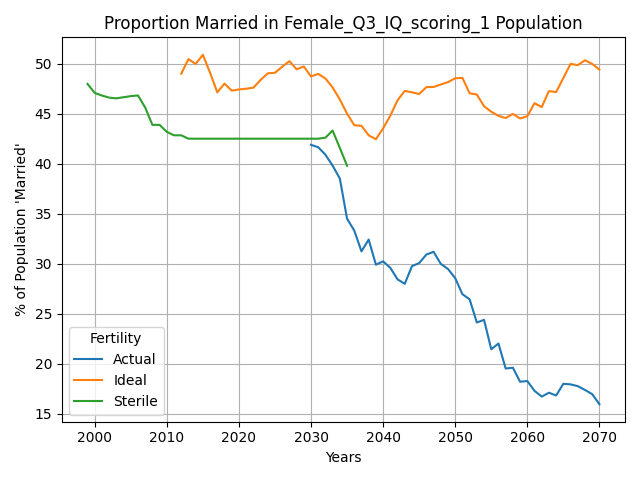 Proportion Married in Female_Q3_IQ_scoring_1 Population
% of Population 'Married'
50
45
40
35
30
25
20
15
Fertility
Actual
Ideal
Sterile
2000 2010 2020 2030 2040 2050 2060 2070
Years